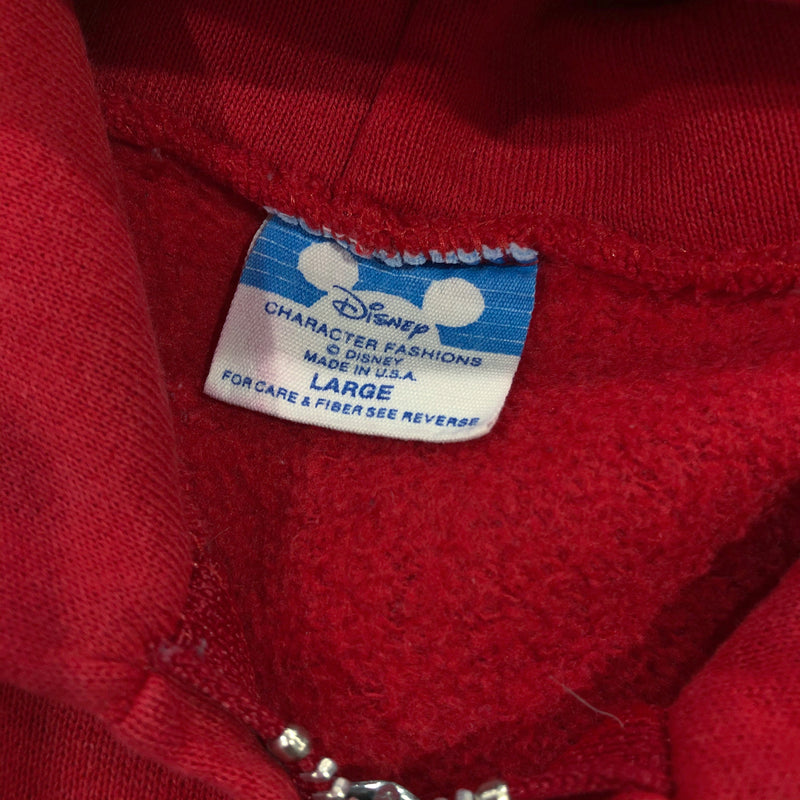 Disney
CHARACTER FASHIONS
© DISNEY
MADE IN U.S.A.
LARGE
FOR CARE & FIBER SEE REVERSE